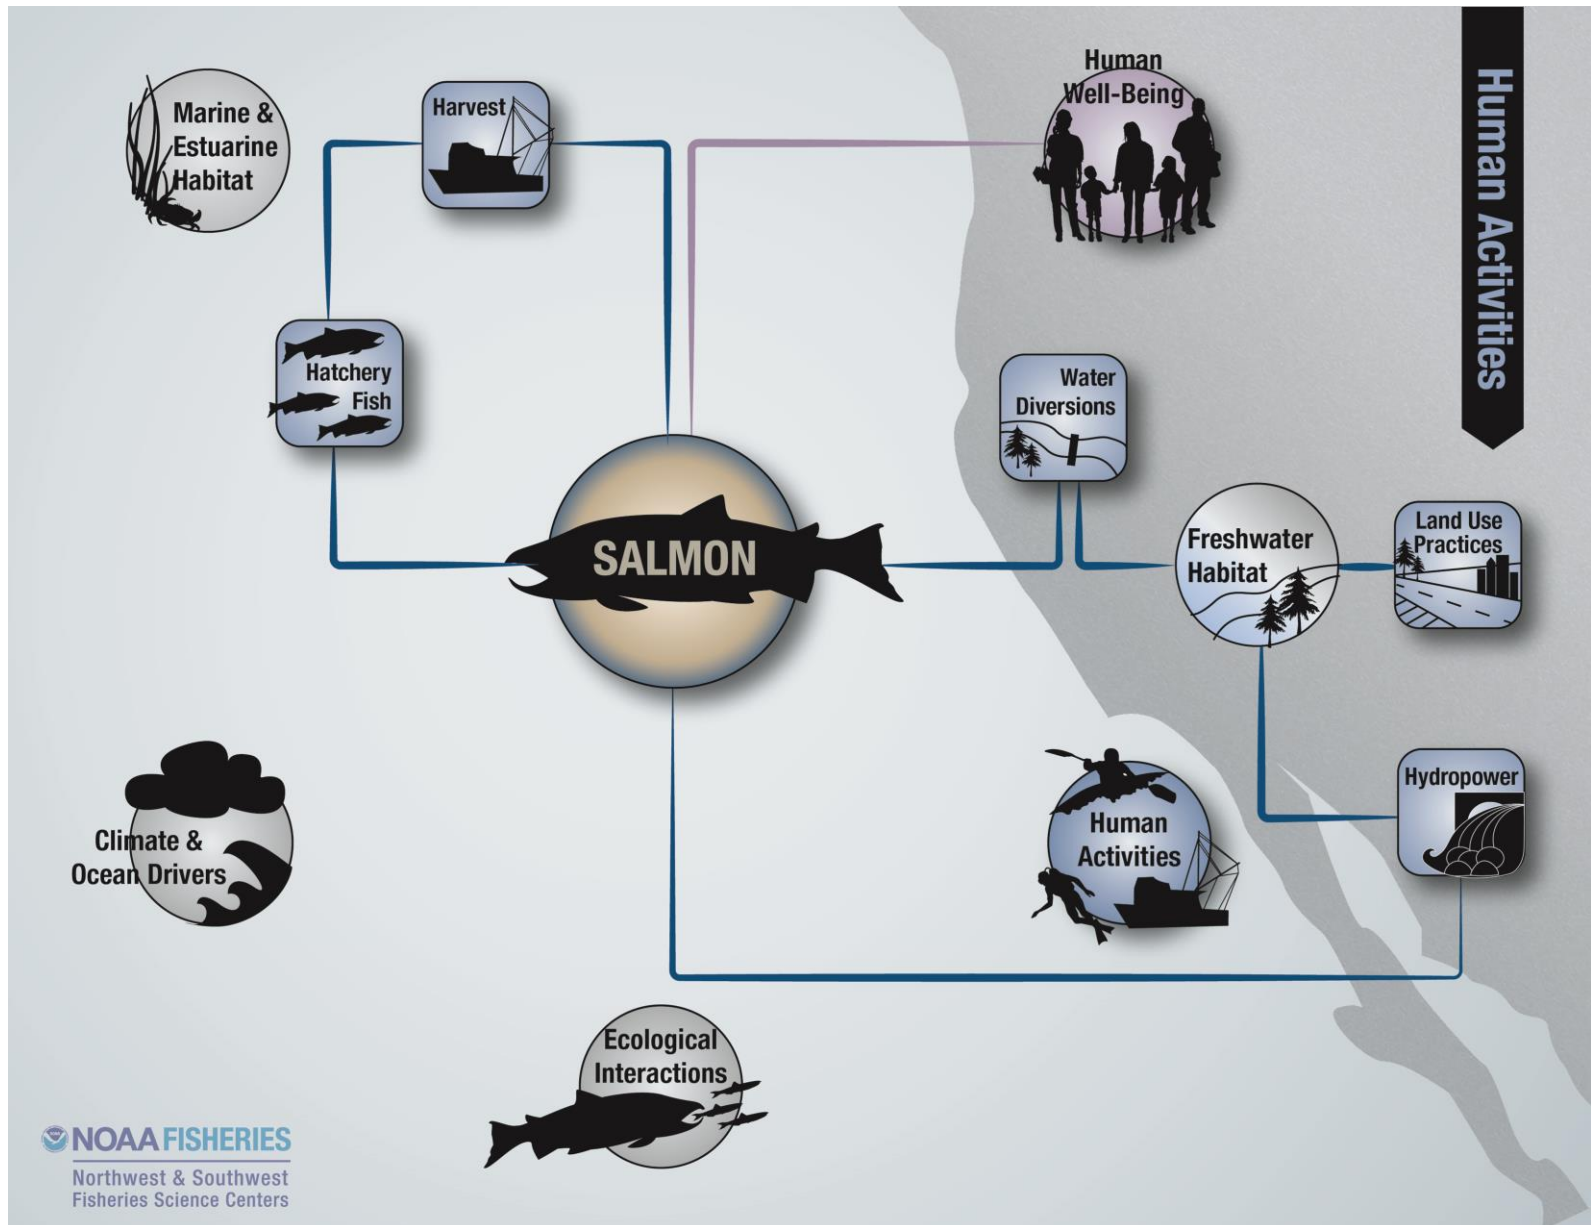 Human Activities
Marine &
Estuarine
Habitat
Harvest
Human
Well-Being
Hatchery
Fish
Water
Diversions
SALMON
Freshwater
Habitat
Land Use
Practices
Climate &
Ocean Drivers
Human
Activities
Hydropower
Ecological
Interactions
NOAA FISHERIES
Northwest & Southwest
Fisheries Science Centers